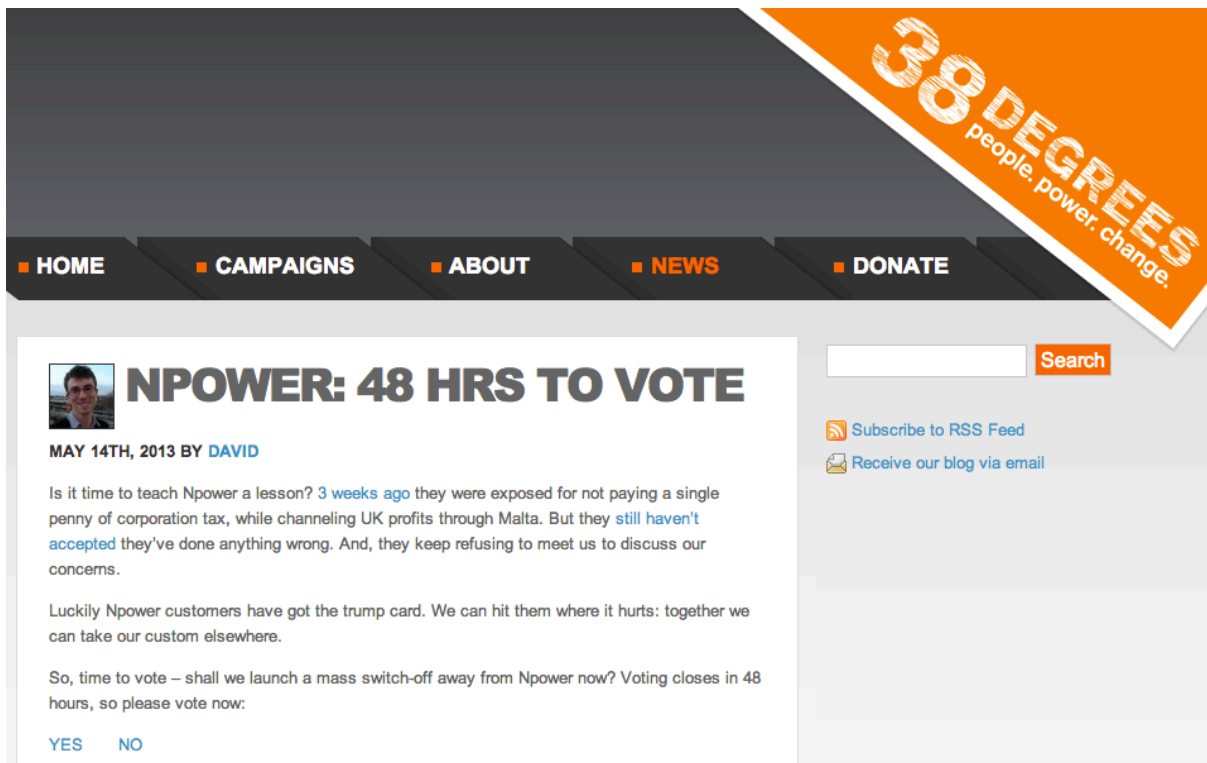 38 DEGREES
people. power. change.
HOME CAMPAIGNS ABOUT NEWS DONATE
NPOWER: 48 HRS TO VOTE
Search
MAY 14TH, 2013 BY DAVID
Subscribe to RSS Feed
Receive our blog via email
Is it time to teach Npower a lesson? 3 weeks ago they were exposed for not paying a single
penny of corporation tax, while channeling UK profits through Malta. But they still haven't
accepted they've done anything wrong. And, they keep refusing to meet us to discuss our
concerns.
Luckily Npower customers have got the trump card. We can hit them where it hurts: together we
can take our custom elsewhere.
So, time to vote – shall we launch a mass switch-off away from Npower now? Voting closes in 48
hours, so please vote now:
YES NO